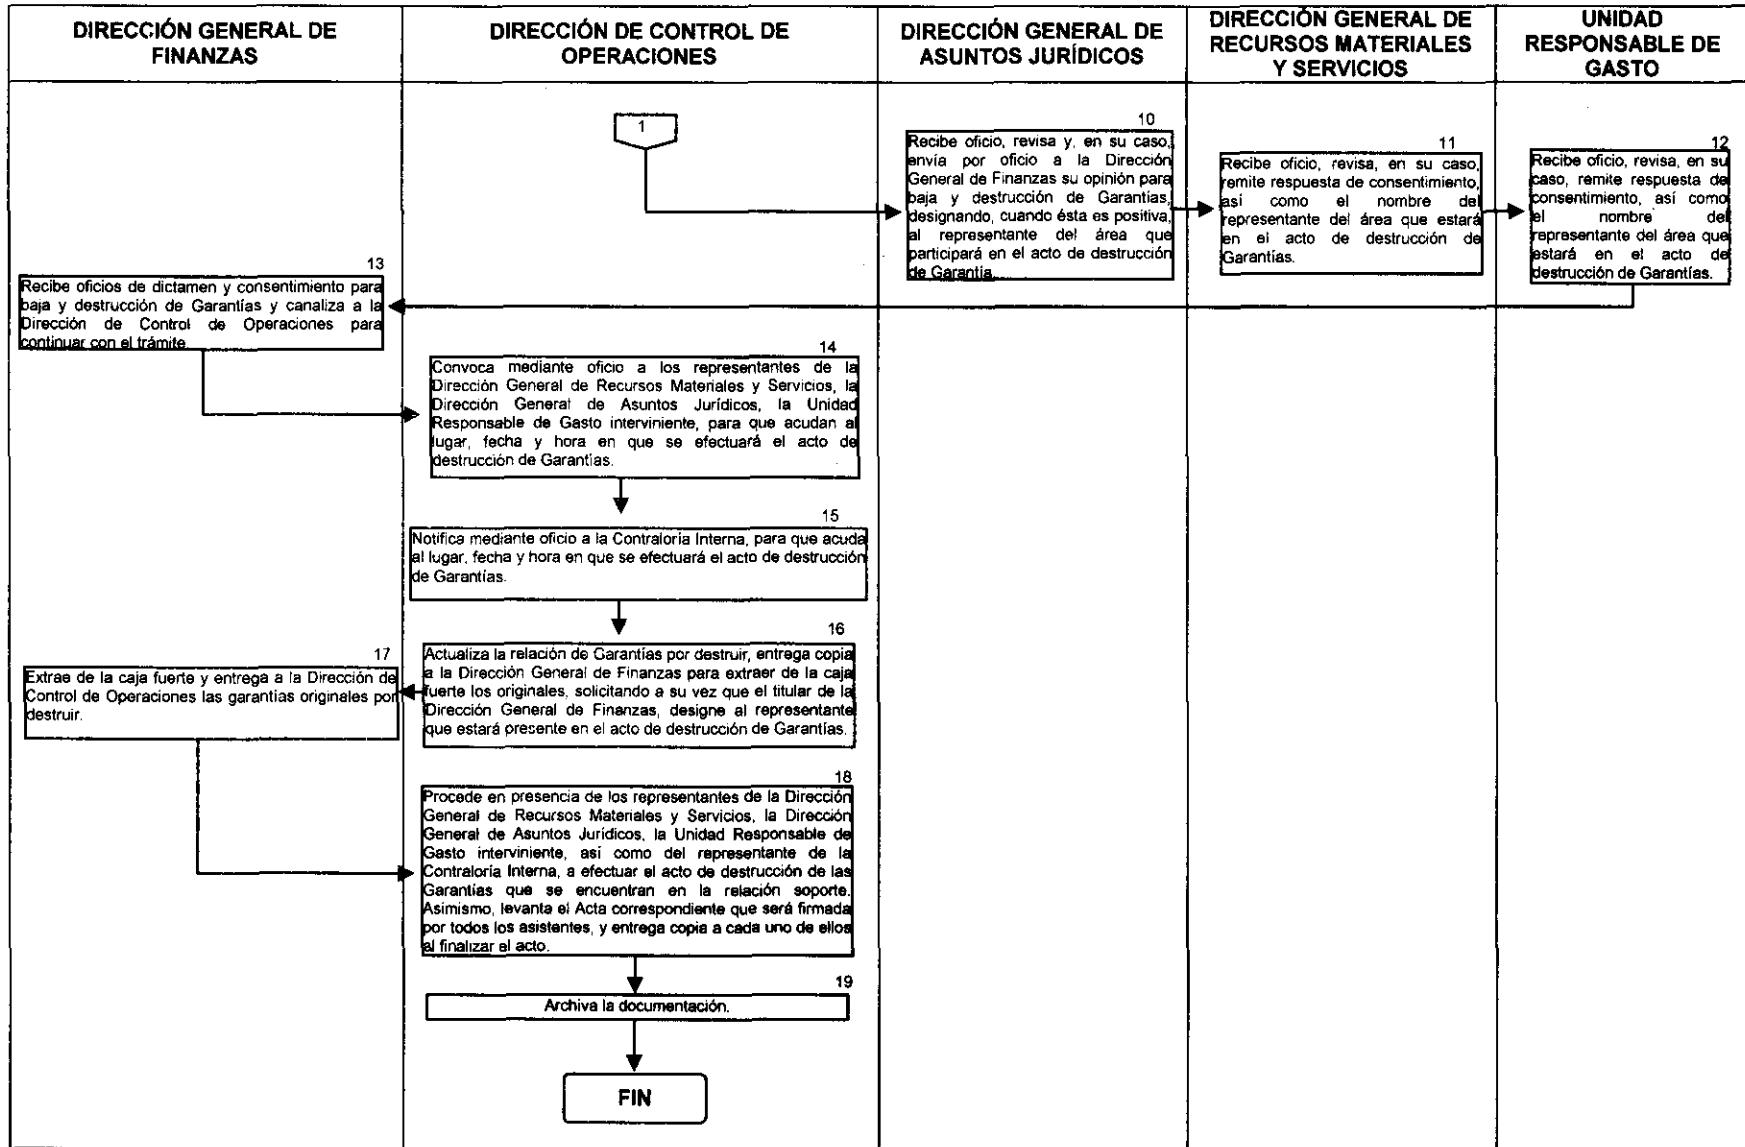 DIRECCIÓN GENERAL DE
FINANZAS
DIRECCIÓN DE CONTROL DE
OPERACIONES
DIRECCIÓN GENERAL DE
ASUNTOS JURÍDICOS
DIRECCIÓN GENERAL DE
RECURSOS MATERIALES
Y SERVICIOS
UNIDAD
RESPONSABLE DE
GASTO
1
10
Recibe oficio, revisa y, en su caso,
envía por oficio a la Dirección
General de Finanzas su opinión para
baja y destrucción de Garantías,
designando, cuando ésta es positiva,
al representante del área que
participará en el acto de destrucción
de Garantía.
11
Recibe oficio, revisa, en su caso,
remite respuesta de consentimiento,
así como el nombre del
representante del área que estará
en el acto de destrucción de
Garantías.
12
Recibe oficio, revisa, en su
caso, remite respuesta de
consentimiento, así como
el nombre del
representante del área que
estará en el acto de
destrucción de Garantías.
13
Recibe oficios de dictamen y consentimiento para
baja y destrucción de Garantías y canaliza a la
Dirección de Control de Operaciones para
continuar con el trámite.
14
Convoca mediante oficio a los representantes de la
Dirección General de Recursos Materiales y Servicios, la
Dirección General de Asuntos Jurídicos, la Unidad
Responsable de Gasto interviniente, para que acudan al
lugar, fecha y hora en que se efectuará el acto de
destrucción de Garantías.
15
Notifica mediante oficio a la Contraloría Interna, para que acuda
al lugar, fecha y hora en que se efectuará el acto de destrucción
de Garantías.
16
Actualiza la relación de Garantías por destruir, entrega copia
a la Dirección General de Finanzas para extraer de la caja
fuerte los originales, solicitando a su vez que el titular de la
Dirección General de Finanzas, designe al representante
que estará presente en el acto de destrucción de Garantías.
17
Extrae de la caja fuerte y entrega a la Dirección de
Control de Operaciones las garantías originales por
destruir.
18
Procede en presencia de los representantes de la Dirección
General de Recursos Materiales y Servicios, la Dirección
General de Asuntos Jurídicos, la Unidad Responsable de
Gasto interviniente, así como del representante de la
Contraloría Interna, a efectuar el acto de destrucción de las
Garantías que se encuentran en la relación soporte.
Asimismo, levanta el Acta correspondiente que será firmada
por todos los asistentes, y entrega copia a cada uno de ellos
al finalizar el acto.
19
Archiva la documentación.
FIN